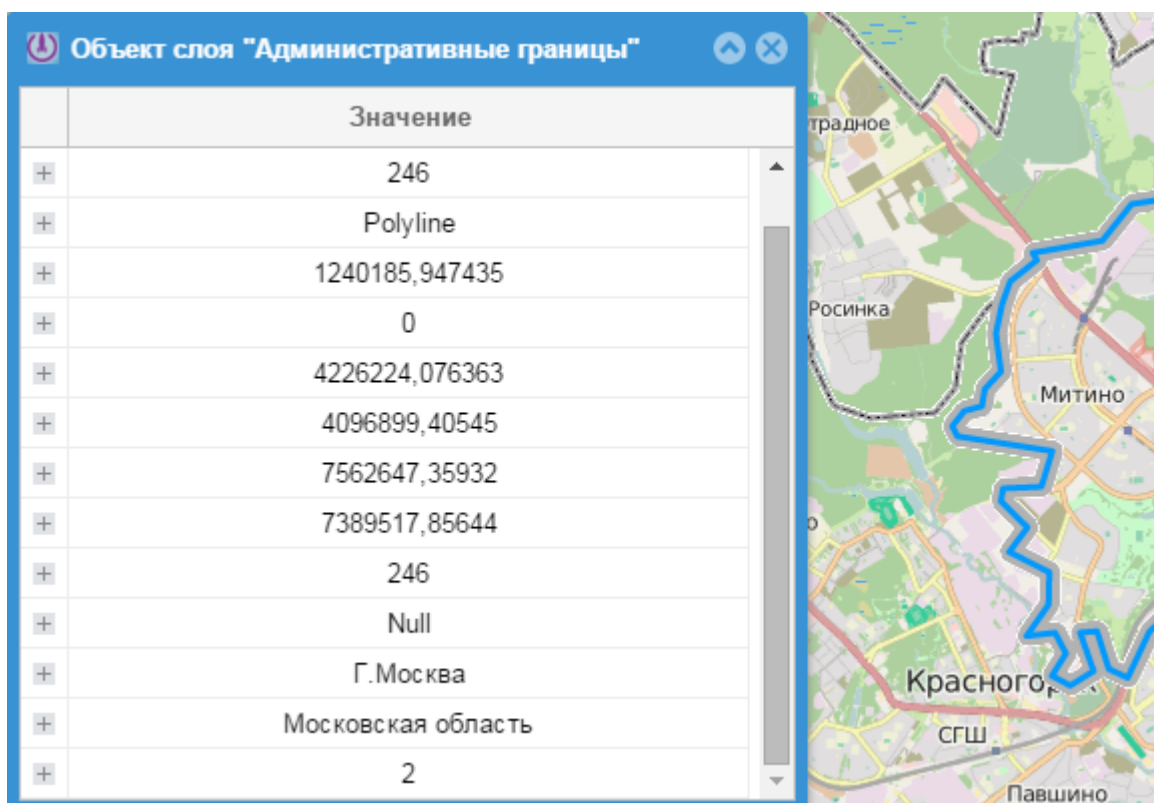 Объект слоя "Административные границы"
Значение
246
Polyline
1240185,947435
0
4226224,076363
4096899,40545
7562647,35932
7389517,85644
246
Null
Г.Москва
Московская область
2
традное
Росинка
Митино
СГШ
Павшино